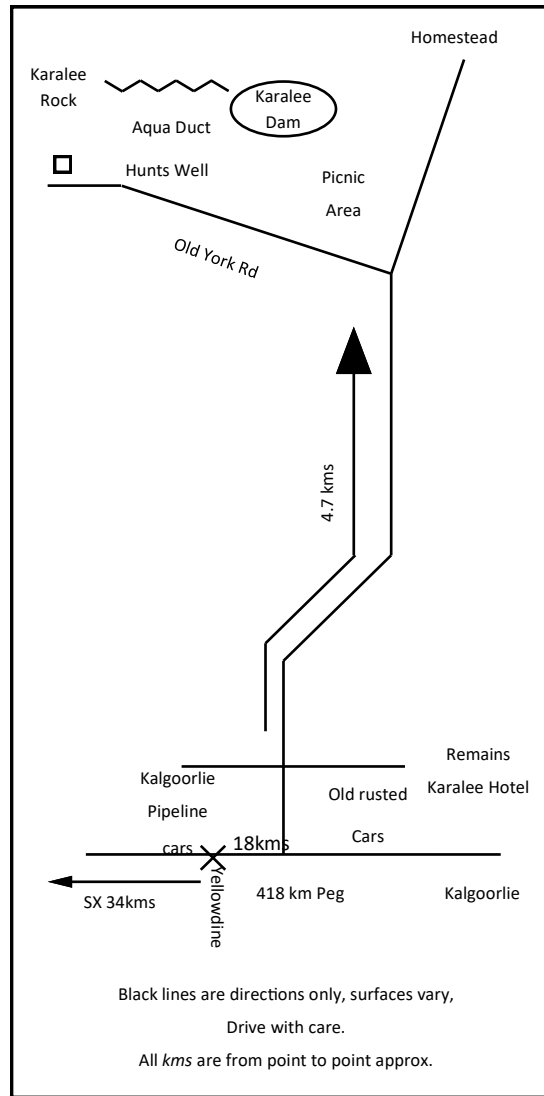 Homestead
Karalee
Rock
Karalee
Dam
Aqua Duct
Hunts Well
Picnic
Area
Old York Rd
4.7 kms
Remains
Karalee Hotel
Kalgoorlie
Pipeline
cars
Old rusted
Cars
18kms
SX 34kms
Yellowdine
418 km Peg
Kalgoorlie
Black lines are directions only, surfaces vary,
Drive with care.
All kms are from point to point approx.